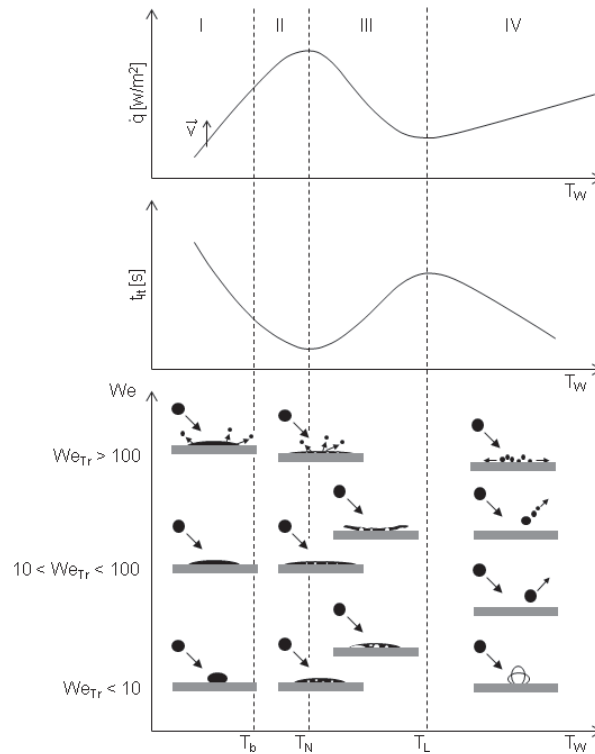 I II III IV
q̇ [w/m²]
v⃗
T_W
t_lt [s]
T_W
We
We_Tr > 100
10 < We_Tr < 100
We_Tr < 10
T_b T_N T_L T_W